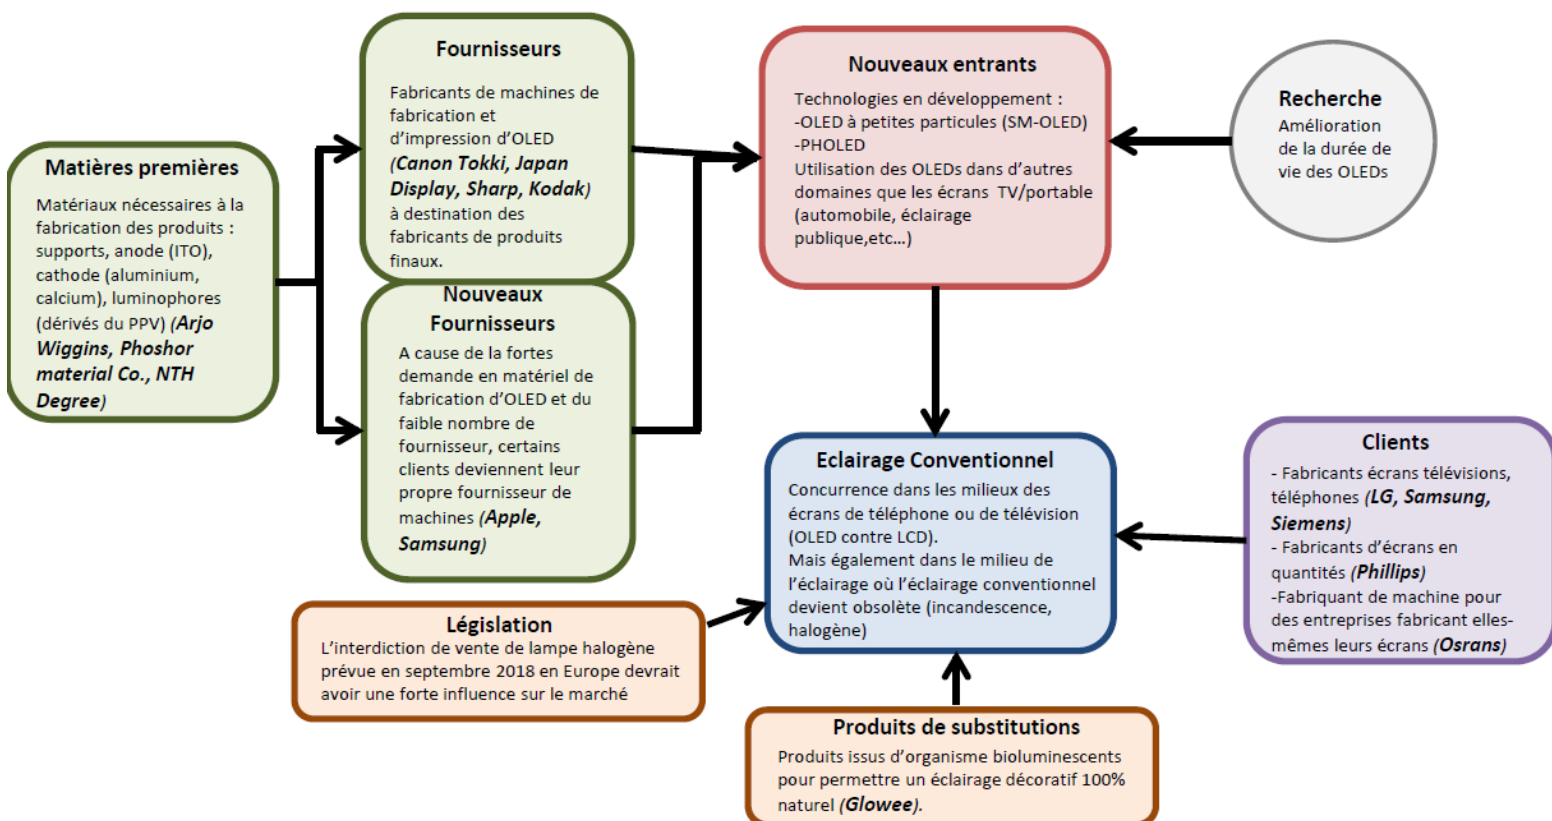 Matières premières
Matériaux nécessaires à la
fabrication des produits :
supports, anode (ITO),
cathode (aluminium,
calcium), luminophores
(dérivés du PPV) (Arjo
Wiggins, Phoshor
material Co., NTH
Degree)
Fournisseurs
Fabricants de machines de
fabrication et
d’impression d’OLED
(Canon Tokki, Japan
Display, Sharp, Kodak)
à destination des
fabricants de produits
finaux.
Nouveaux
Fournisseurs
A cause de la fortes
demande en matériel de
fabrication d’OLED et du
faible nombre de
fournisseur, certains
clients deviennent leur
propre fournisseur de
machines (Apple,
Samsung)
Nouveaux entrants
Technologies en développement :
-OLED à petites particules (SM-OLED)
-PHOLED
Utilisation des OLEDs dans d’autres
domaines que les écrans TV/portable
(automobile, éclairage
publique,etc…)
Recherche
Amélioration
de la durée de
vie des OLEDs
Eclairage Conventionnel
Concurrence dans les milieux des
écrans de téléphone ou de télévision
(OLED contre LCD).
Mais également dans le milieu de
l’éclairage où l’éclairage conventionnel
devient obsolète (incandescence,
halogène)
Clients
- Fabricants écrans télévisions,
téléphones (LG, Samsung,
Siemens)
- Fabricants d’écrans en
quantités (Phillips)
-Fabriquant de machine pour
des entreprises fabricant elles-
mêmes leurs écrans (Osrans)
Législation
L’interdiction de vente de lampe halogène
prévue en septembre 2018 en Europe devrait
avoir une forte influence sur le marché
Produits de substitutions
Produits issus d’organisme bioluminescents
pour permettre un éclairage décoratif 100%
naturel (Glowee).